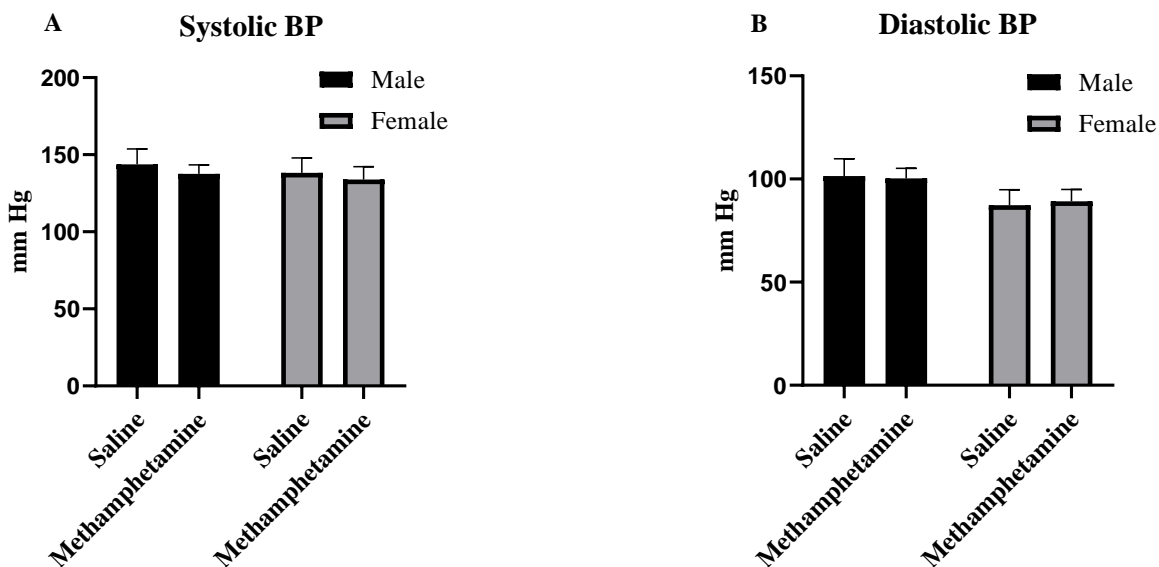 A
Systolic BP
200
150
100
50
0
mm Hg
Male
Female
Saline
Methamphetamine
Saline
Methamphetamine
B
Diastolic BP
150
100
50
0
mm Hg
Male
Female
Saline
Methamphetamine
Saline
Methamphetamine